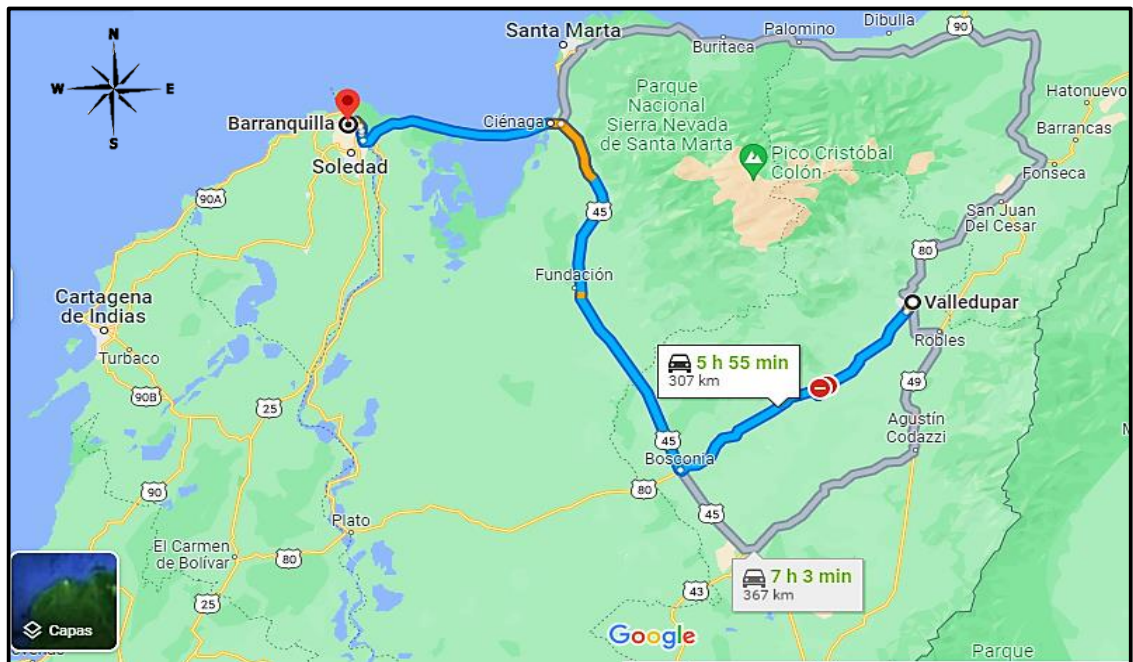 N
W
E
S
Santa Marta
Buritaca
Palomino
Dibulla
90
Hatonuevo
Barranquilla
Ciénaga
Parque
Nacional
Sierra Nevada
de Santa Marta
Barrancas
Soledad
Pico Cristóbal
Colón
Fonseca
90A
45
San Juan
Del Cesar
80
Fundación
Cartagena
de Indias
Valledupar
Turbaco
Robles
5 h 55 min
307 km
49
90B
25
Agustín
Codazzi
45
Bosconia
90
80
45
Plato
El Carmen
de Bolívar
80
7 h 3 min
367 km
43
25
Capas
Google
Parque